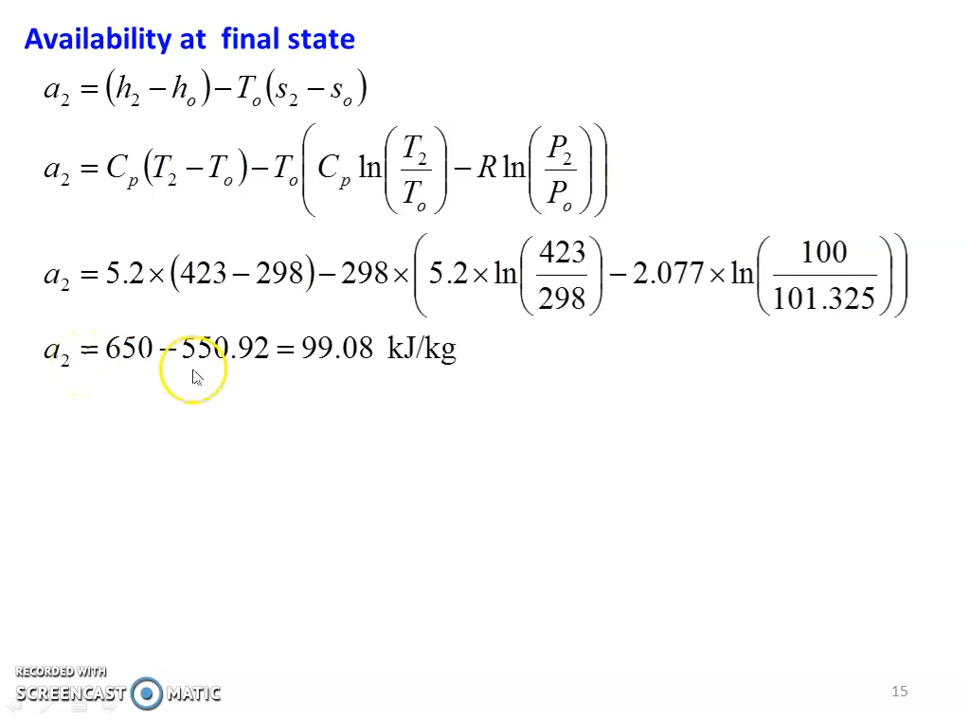 Availability at final state
a₂ = (h₂ − hₒ) − Tₒ(s₂ − sₒ)
a₂ = Cₚ(T₂ − Tₒ) − Tₒ(Cₚ ln(T₂/Tₒ) − R ln(P₂/Pₒ))
a₂ = 5.2 × (423 − 298) − 298 × (5.2 × ln(423/298) − 2.077 × ln(100/101.325))
a₂ = 650 − 550.92 = 99.08 kJ/kg
RECORDED WITH
SCREENCAST MATIC
15